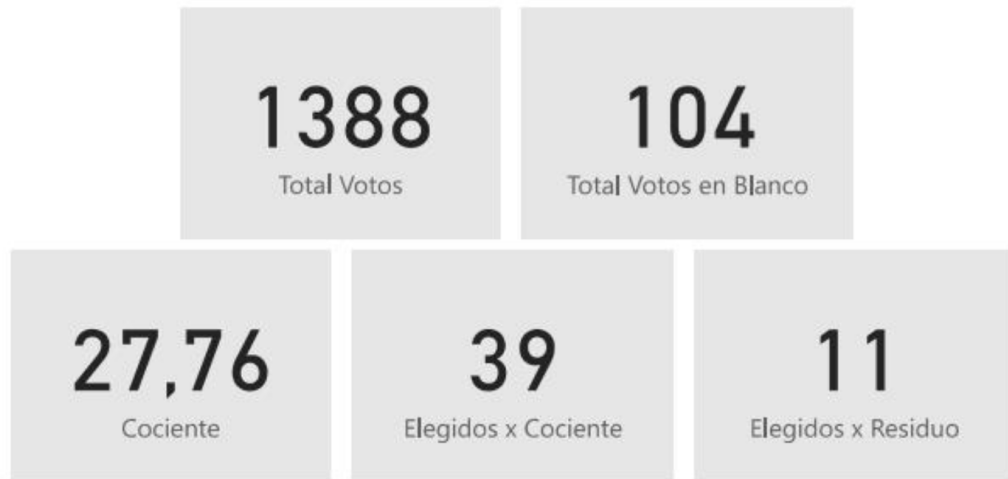 1388
Total Votos
104
Total Votos en Blanco
27,76
Cociente
39
Elegidos x Cociente
11
Elegidos x Residuo